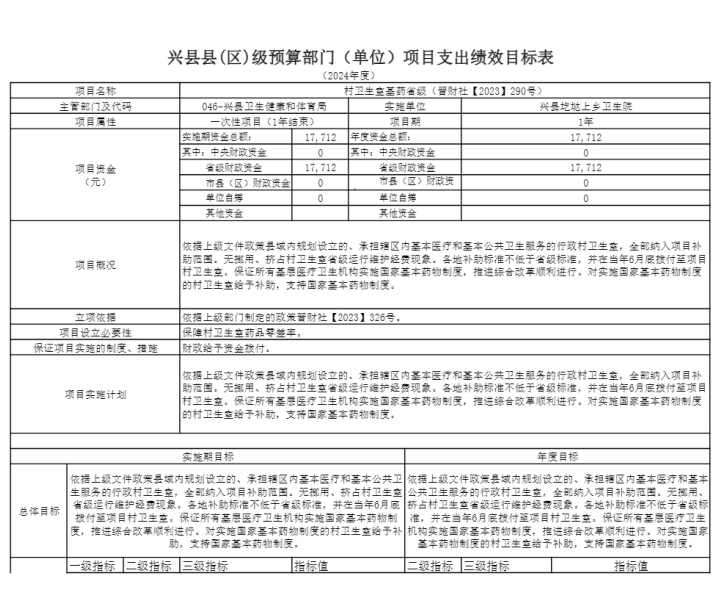 兴县县(区)级预算部门（单位）项目支出绩效目标表
（2024年度）
项目名称 村卫生室基药省级（晋财社【2023】290号）
主管部门及代码 046-兴县卫生健康和体育局 实施单位 兴县圪垯上乡卫生院
项目属性 一次性项目（1年结束） 项目期 1年
项目资金
（元）
实施期资金总额： 17,712 年度资金总额： 17,712
其中：中央财政资金 0 其中：中央财政资金 0
省级财政资金 17,712 省级财政资金 17,712
市县（区）财政资金 0 市县（区）财政资 0
单位自筹 0 单位自筹 0
其他资金 其他资金
项目概况
依据上级文件政策县域内规划设立的、承担辖区内基本医疗和基本公共卫生服务的行政村卫生室，全部纳入项目补
助范围。无挪用、挤占村卫生室省级运行维护经费现象。各地补助标准不低于省级标准，并在当年6月底拨付至项目
村卫生室。保证所有基层医疗卫生机构实施国家基本药物制度，推进综合改革顺利进行。对实施国家基本药物制度
的村卫生室给予补助，支持国家基本药物制度。
立项依据 依据上级部门制定的政策晋财社【2023】326号。
项目设立必要性 保障村卫生室药品零差率。
保证项目实施的制度、措施 财政给予资金拨付。
项目实施计划
依据上级文件政策县域内规划设立的、承担辖区内基本医疗和基本公共卫生服务的行政村卫生室，全部纳入项目补
助范围。无挪用、挤占村卫生室省级运行维护经费现象。各地补助标准不低于省级标准，并在当年6月底拨付至项目
村卫生室。保证所有基层医疗卫生机构实施国家基本药物制度，推进综合改革顺利进行。对实施国家基本药物制度
的村卫生室给予补助，支持国家基本药物制度。
实施期目标 年度目标
总体目标
依据上级文件政策县域内规划设立的、承担辖区内基本医疗和基本公共卫
生服务的行政村卫生室，全部纳入项目补助范围。无挪用、挤占村卫生室
省级运行维护经费现象。各地补助标准不低于省级标准，并在当年6月底
拨付至项目村卫生室。保证所有基层医疗卫生机构实施国家基本药物制
度，推进综合改革顺利进行。对实施国家基本药物制度的村卫生室给予补
助，支持国家基本药物制度。
依据上级文件政策县域内规划设立的、承担辖区内基本医疗和基本
公共卫生服务的行政村卫生室，全部纳入项目补助范围。无挪用、
挤占村卫生室省级运行维护经费现象。各地补助标准不低于省级标
准，并在当年6月底拨付至项目村卫生室。保证所有基层医疗卫生
机构实施国家基本药物制度，推进综合改革顺利进行。对实施国家
基本药物制度的村卫生室给予补助，支持国家基本药物制度。
一级指标 二级指标 三级指标 指标值 二级指标 三级指标 指标值